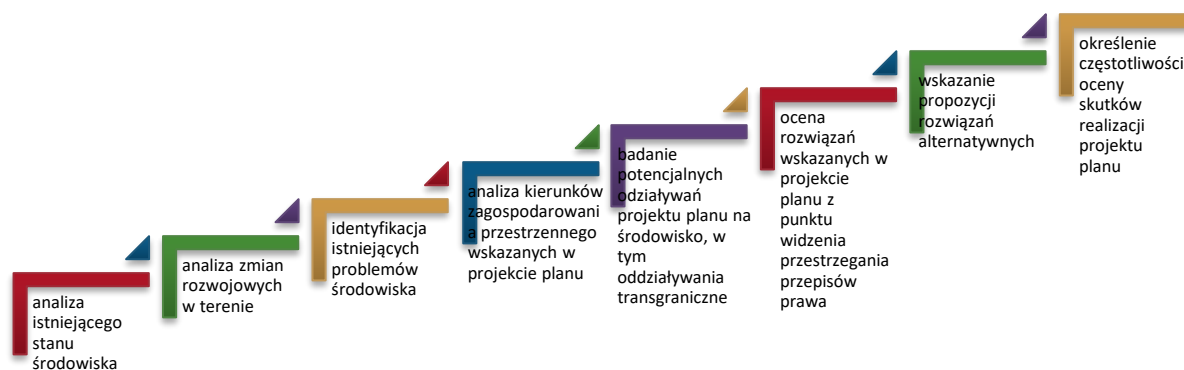 analiza
istniejącego
stanu
środowiska
analiza zmian
rozwojowych
w terenie
identyfikacja
istniejących
problemów
środowiska
analiza kierunków
zagospodarowani
a przestrzennego
wskazanych w
projekcie planu
badanie
potencjalnych
odziaływań
projektu planu na
środowisko, w
tym
oddziaływania
transgraniczne
ocena
rozwiązań
wskazanych w
projekcie
planu z
punktu
widzenia
przestrzegania
przepisów
prawa
wskazanie
propozycji
rozwiązań
alternatywnych
określenie
częstotliwości
oceny
skutków
realizacji
projektu
planu